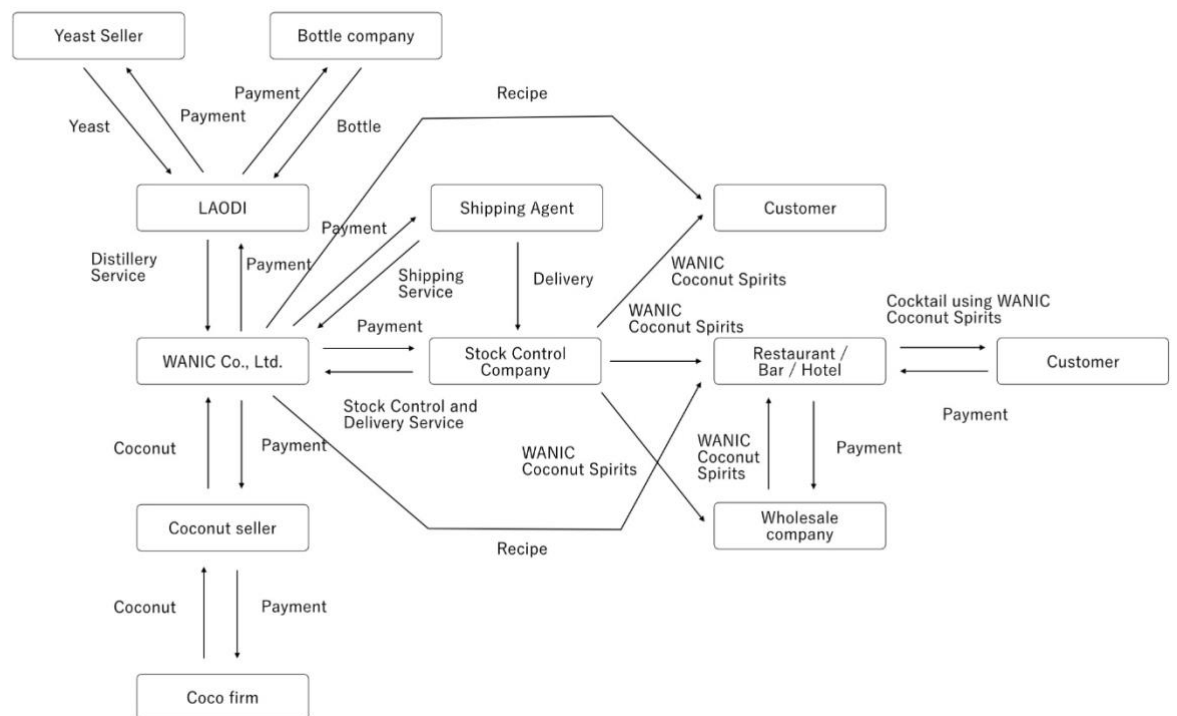 Yeast Seller
Bottle company
Recipe
Payment
Payment
Yeast
Bottle
LAODI
Shipping Agent
Customer
Payment
Distillery
Service
Payment
Shipping
Service
Delivery
WANIC
Coconut Spirits
WANIC
Coconut Spirits
Cocktail using WANIC
Coconut Spirits
Payment
WANIC Co., Ltd.
Stock Control
Company
Restaurant /
Bar / Hotel
Customer
Stock Control and
Delivery Service
Payment
Coconut
Payment
WANIC
Coconut Spirits
WANIC
Coconut
Spirits
Payment
Coconut seller
Wholesale
company
Recipe
Coconut
Payment
Coco firm